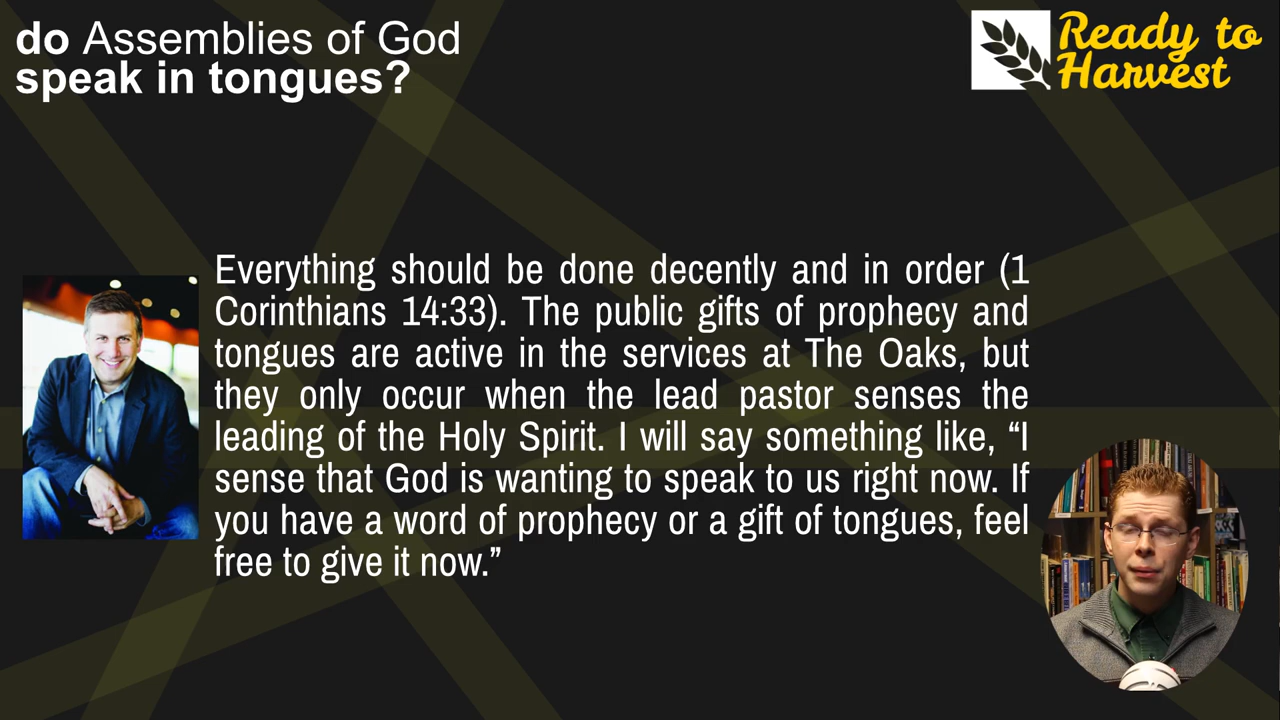 do Assemblies of God
speak in tongues?
Ready to
Harvest
Everything should be done decently and in order (1
Corinthians 14:33). The public gifts of prophecy and
tongues are active in the services at The Oaks, but
they only occur when the lead pastor senses the
leading of the Holy Spirit. I will say something like, “I
sense that God is wanting to speak to us right now. If
you have a word of prophecy or a gift of tongues, feel
free to give it now.”